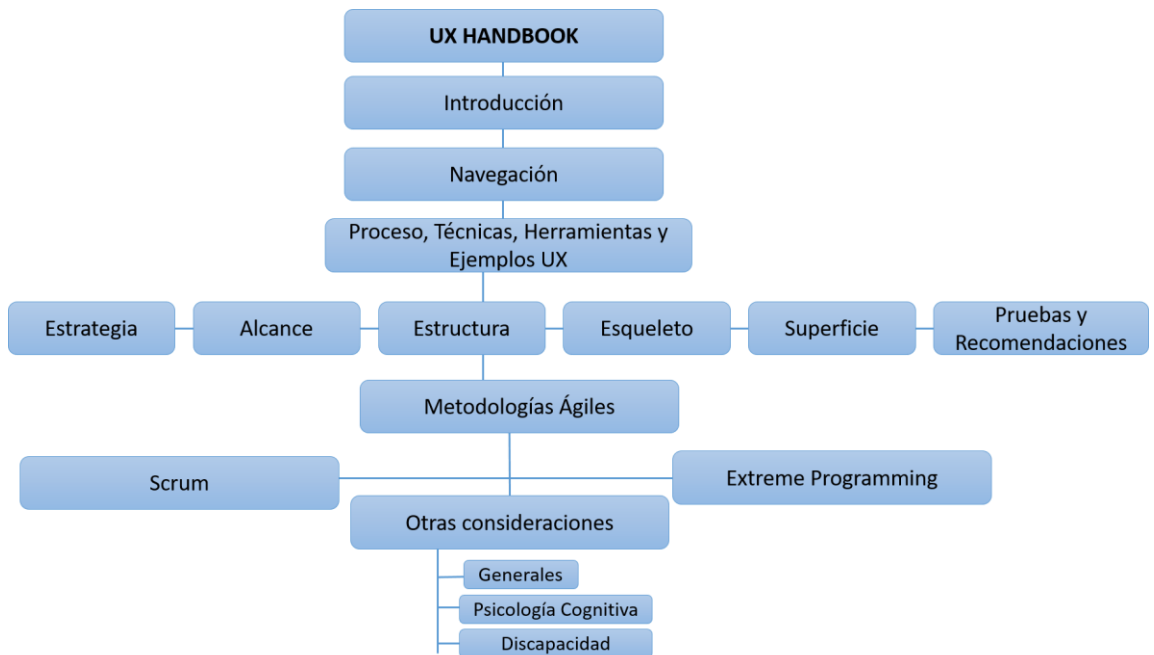 UX HANDBOOK
Introducción
Navegación
Proceso, Técnicas, Herramientas y
Ejemplos UX
Estrategia
Alcance
Estructura
Esqueleto
Superficie
Pruebas y
Recomendaciones
Metodologías Ágiles
Scrum
Extreme Programming
Otras consideraciones
Generales
Psicología Cognitiva
Discapacidad